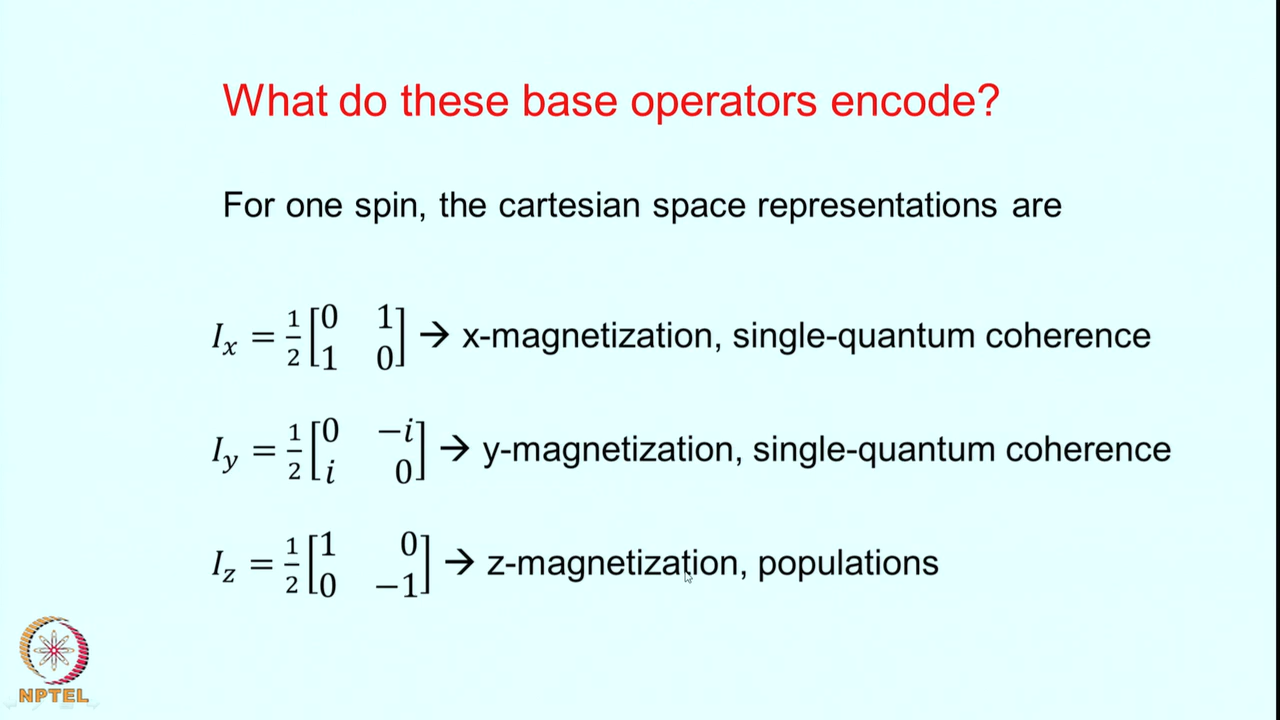 What do these base operators encode?
For one spin, the cartesian space representations are
I_x = 1/2 [0 1; 1 0] → x-magnetization, single-quantum coherence
I_y = 1/2 [0 −i; i 0] → y-magnetization, single-quantum coherence
I_z = 1/2 [1 0; 0 −1] → z-magnetization, populations
NPTEL